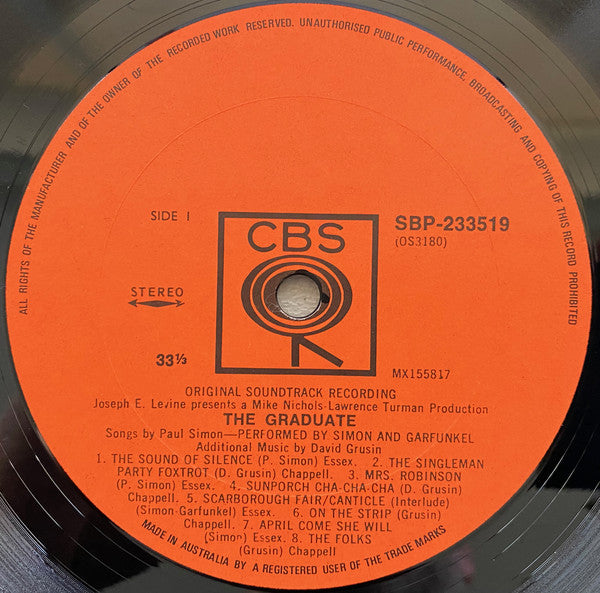 ALL RIGHTS OF THE MANUFACTURER AND OF THE OWNER OF THE RECORDED WORK RESERVED. UNAUTHORISED PUBLIC PERFORMANCE, BROADCASTING AND COPYING OF THIS RECORD PROHIBITED
SIDE 1
CBS
SBP-233519
(OS3180)
STEREO
33⅓
MX155817
ORIGINAL SOUNDTRACK RECORDING
Joseph E. Levine presents a Mike Nichols-Lawrence Turman Production
THE GRADUATE
Songs by Paul Simon—PERFORMED BY SIMON AND GARFUNKEL
Additional Music by David Grusin
1. THE SOUND OF SILENCE (P. Simon) Essex. 2. THE SINGLEMAN
PARTY FOXTROT (D. Grusin) Chappell. 3. MRS. ROBINSON
(P. Simon) Essex. 4. SUNPORCH CHA-CHA-CHA (D. Grusin)
Chappell. 5. SCARBOROUGH FAIR/CANTICLE (Interlude)
(Simon-Garfunkel) Essex. 6. ON THE STRIP (Grusin)
Chappell. 7. APRIL COME SHE WILL
(Simon) Essex. 8. THE FOLKS
(Grusin) Chappell
MADE IN AUSTRALIA BY A REGISTERED USER OF THE TRADE MARKS